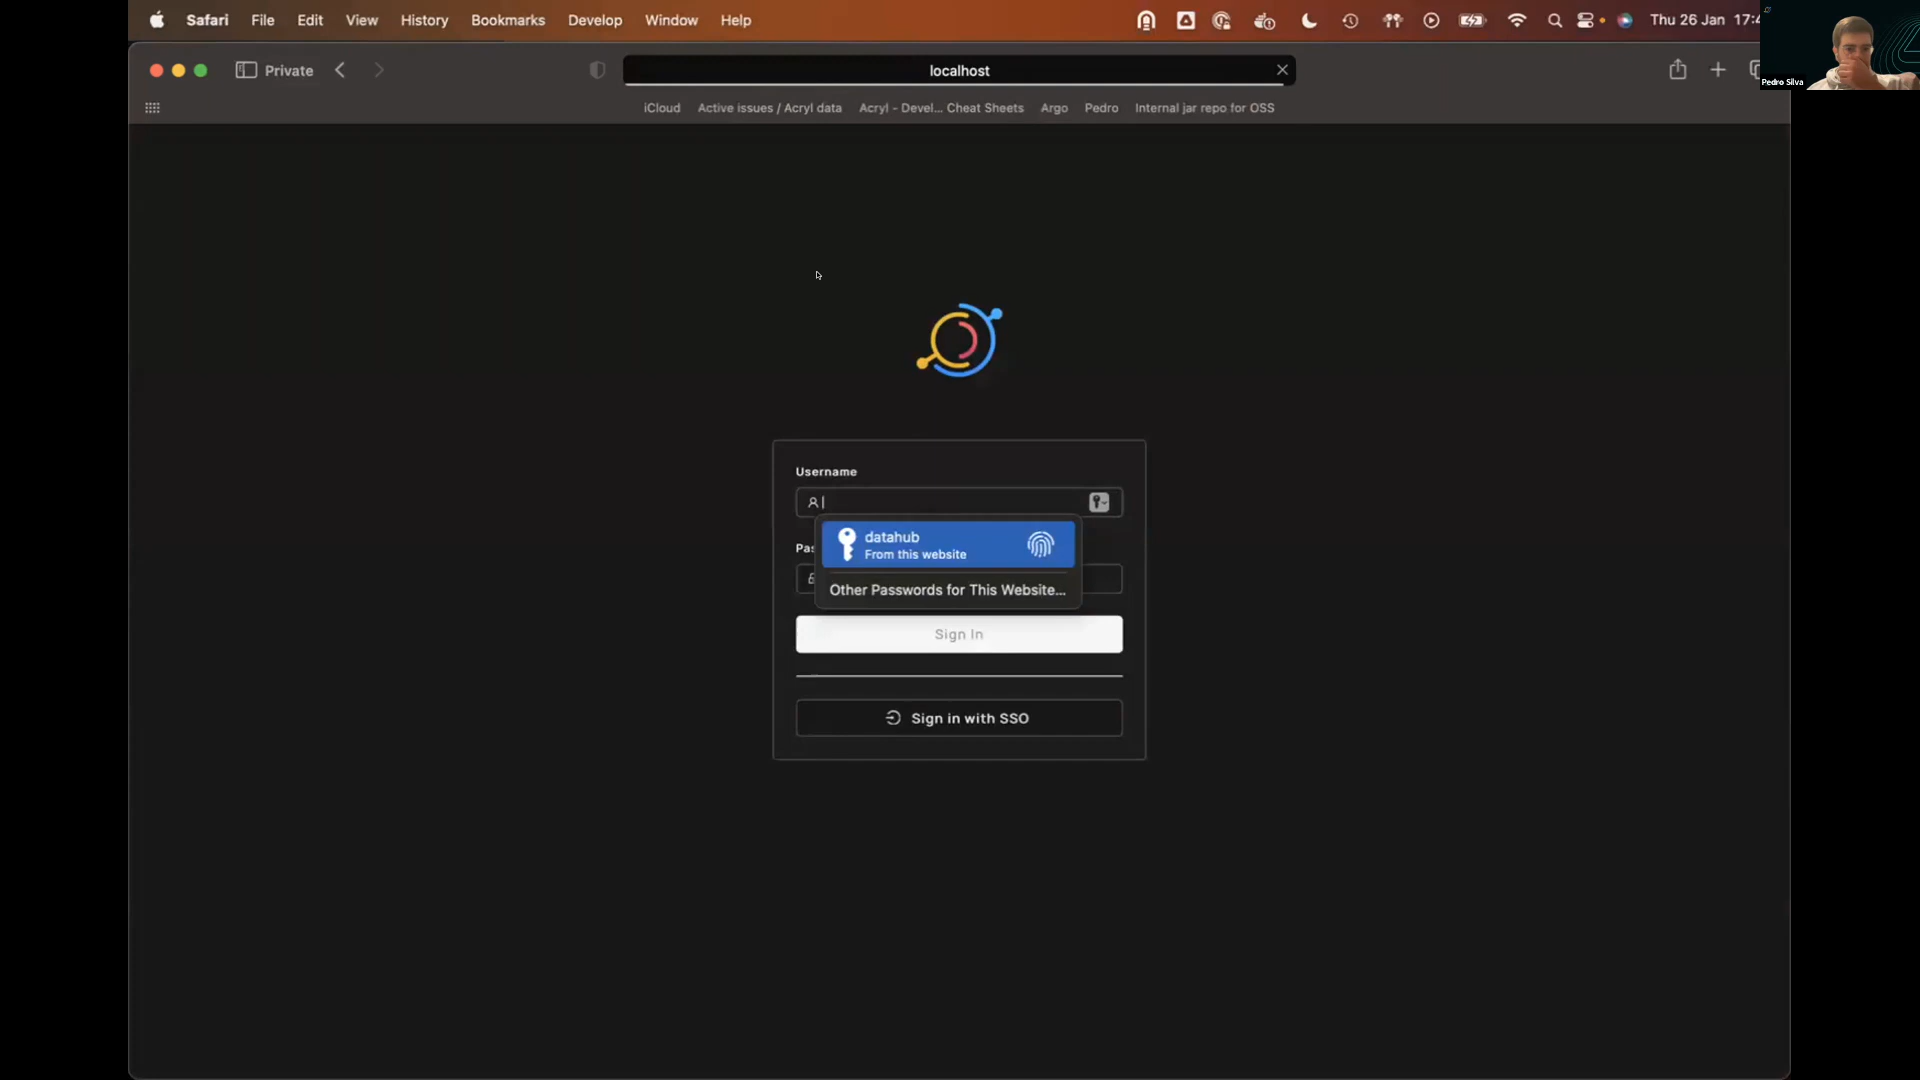 Safari File Edit View History Bookmarks Develop Window Help Thu 26 Jan
Pedro Silva
Private localhost
iCloud Active issues / Acryl data Acryl - Devel... Cheat Sheets Argo Pedro Internal jar repo for OSS
Username
datahub
From this website
Other Passwords for This Website...
Sign In
Sign in with SSO